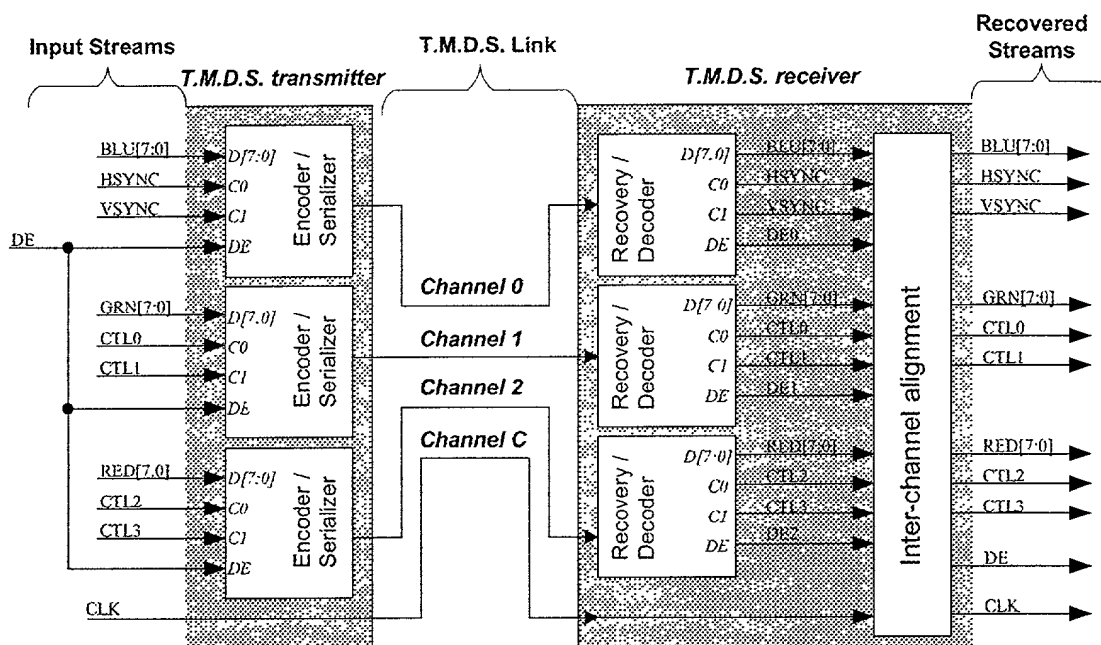 Input Streams
T.M.D.S. transmitter
T.M.D.S. Link
T.M.D.S. receiver
Recovered
Streams
BLU[7:0]
HSYNC
VSYNC
DE
D[7:0]
C0
C1
DE
Encoder /
Serializer
GRN[7:0]
CTL0
CTL1
D[7,0]
C0
C1
DE
Encoder /
Serializer
RED[7,0]
CTL2
CTL3
D[7:0]
C0
C1
DE
Encoder /
Serializer
CLK
Channel 0
Channel 1
Channel 2
Channel C
Recovery /
Decoder
D[7,0]
C0
C1
DE
BLU[7:0]
HSYNC
VSYNC
DE0
Recovery /
Decoder
D[7 0]
C0
C1
DE
GRN[7:0]
CTL0
CTL1
DE1
Recovery /
Decoder
D[7:0]
C0
C1
DE
RED[7:0]
CTL2
CTL3
DE2
Inter-channel alignment
BLU[7:0]
HSYNC
VSYNC
GRN[7:0]
CTL0
CTL1
RED[7:0]
CTL2
CTL3
DE
CLK